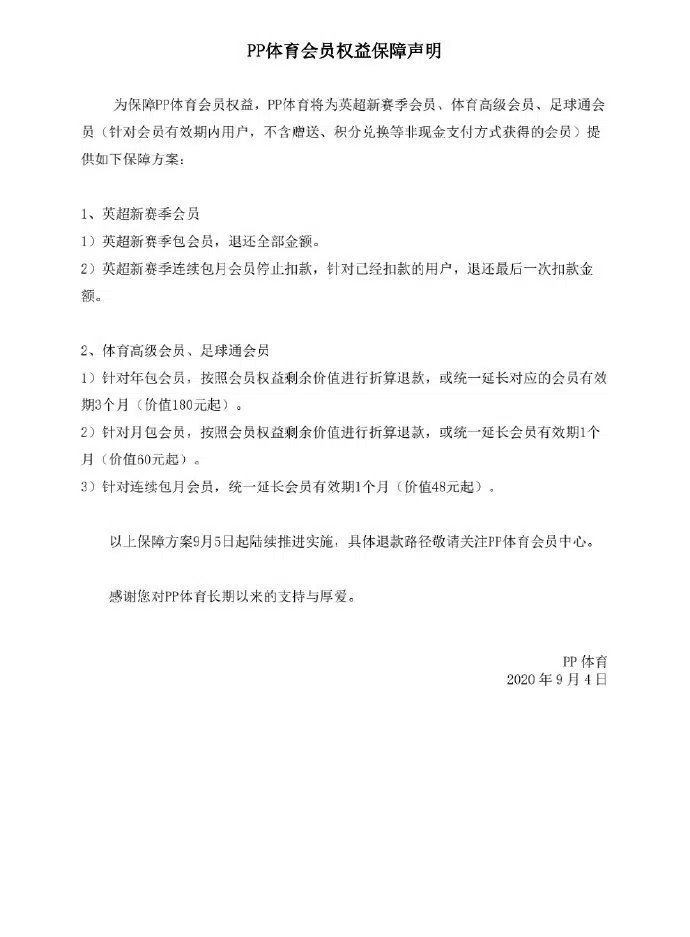 PP体育会员权益保障声明
为保障PP体育会员权益，PP体育将为英超新赛季会员、体育高级会员、足球通会
员（针对会员有效期内用户，不含赠送、积分兑换等非现金支付方式获得的会员）提
供如下保障方案：
1、英超新赛季会员
1）英超新赛季包会员，退还全部金额。
2）英超新赛季连续包月会员停止扣款，针对已经扣款的用户，退还最后一次扣款金
额。
2、体育高级会员、足球通会员
1）针对年包会员，按照会员权益剩余价值进行折算退款，或统一延长对应的会员有效
期3个月（价值180元起）。
2）针对月包会员，按照会员权益剩余价值进行折算退款，或统一延长会员有效期1个
月（价值60元起）。
3）针对连续包月会员，统一延长会员有效期1个月（价值48元起）。
以上保障方案9月5日起陆续推进实施，具体退款路径敬请关注PP体育会员中心。
感谢您对PP体育长期以来的支持与厚爱。
PP 体育
2020 年 9 月 4 日